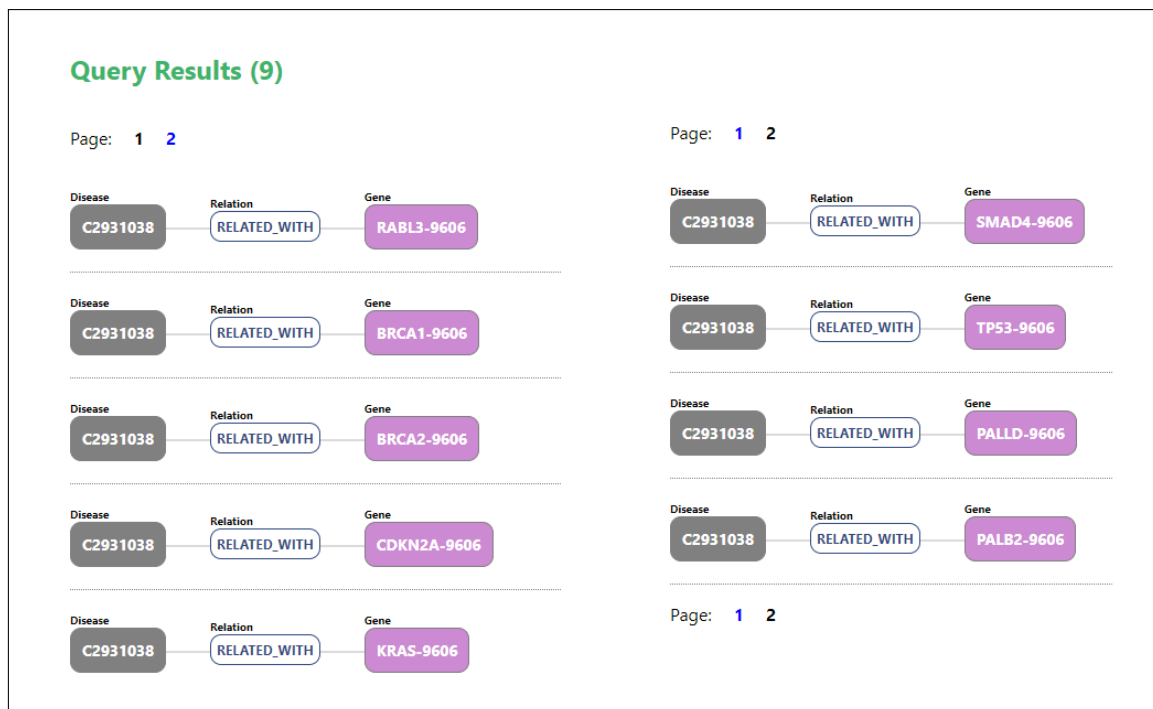 Query Results (9)
Page: 1 2
Disease Relation Gene
C2931038 RELATED_WITH RABL3-9606
Disease Relation Gene
C2931038 RELATED_WITH BRCA1-9606
Disease Relation Gene
C2931038 RELATED_WITH BRCA2-9606
Disease Relation Gene
C2931038 RELATED_WITH CDKN2A-9606
Disease Relation Gene
C2931038 RELATED_WITH KRAS-9606
Page: 1 2
Disease Relation Gene
C2931038 RELATED_WITH SMAD4-9606
Disease Relation Gene
C2931038 RELATED_WITH TP53-9606
Disease Relation Gene
C2931038 RELATED_WITH PALLD-9606
Disease Relation Gene
C2931038 RELATED_WITH PALB2-9606
Page: 1 2